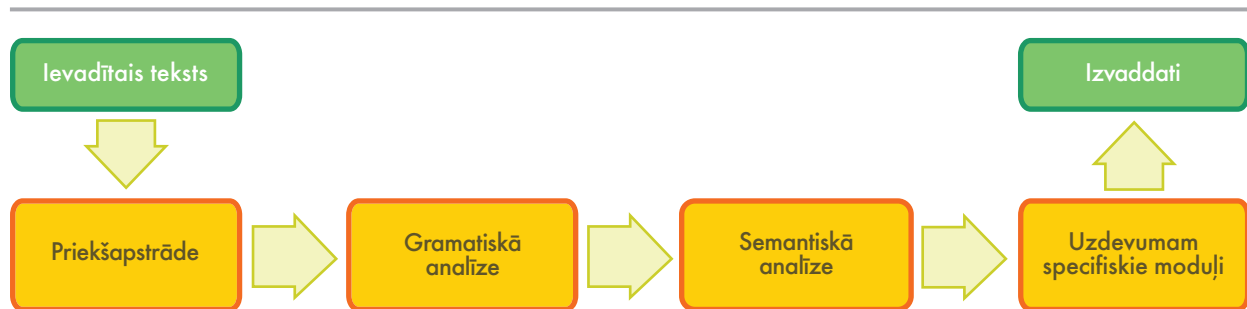 Ievadītais teksts
Izvaddati
Priekšapstrāde
Gramatiskā
analīze
Semantiskā
analīze
Uzdevumam
specifiskie moduļi